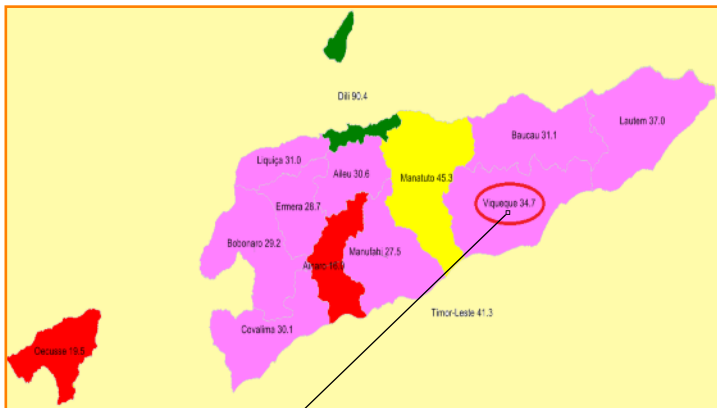 Dili 90.4
Lautem 37.0
Baucau 31.1
Liquiça 31.0
Aileu 30.6
Manatuto 45.3
Ermera 28.7
Viqueque 34.7
Bobonaro 29.2
Manufahi 27.5
Ainaro 16.9
Timor-Leste 41.3
Covalima 30.1
Oecusse 19.5